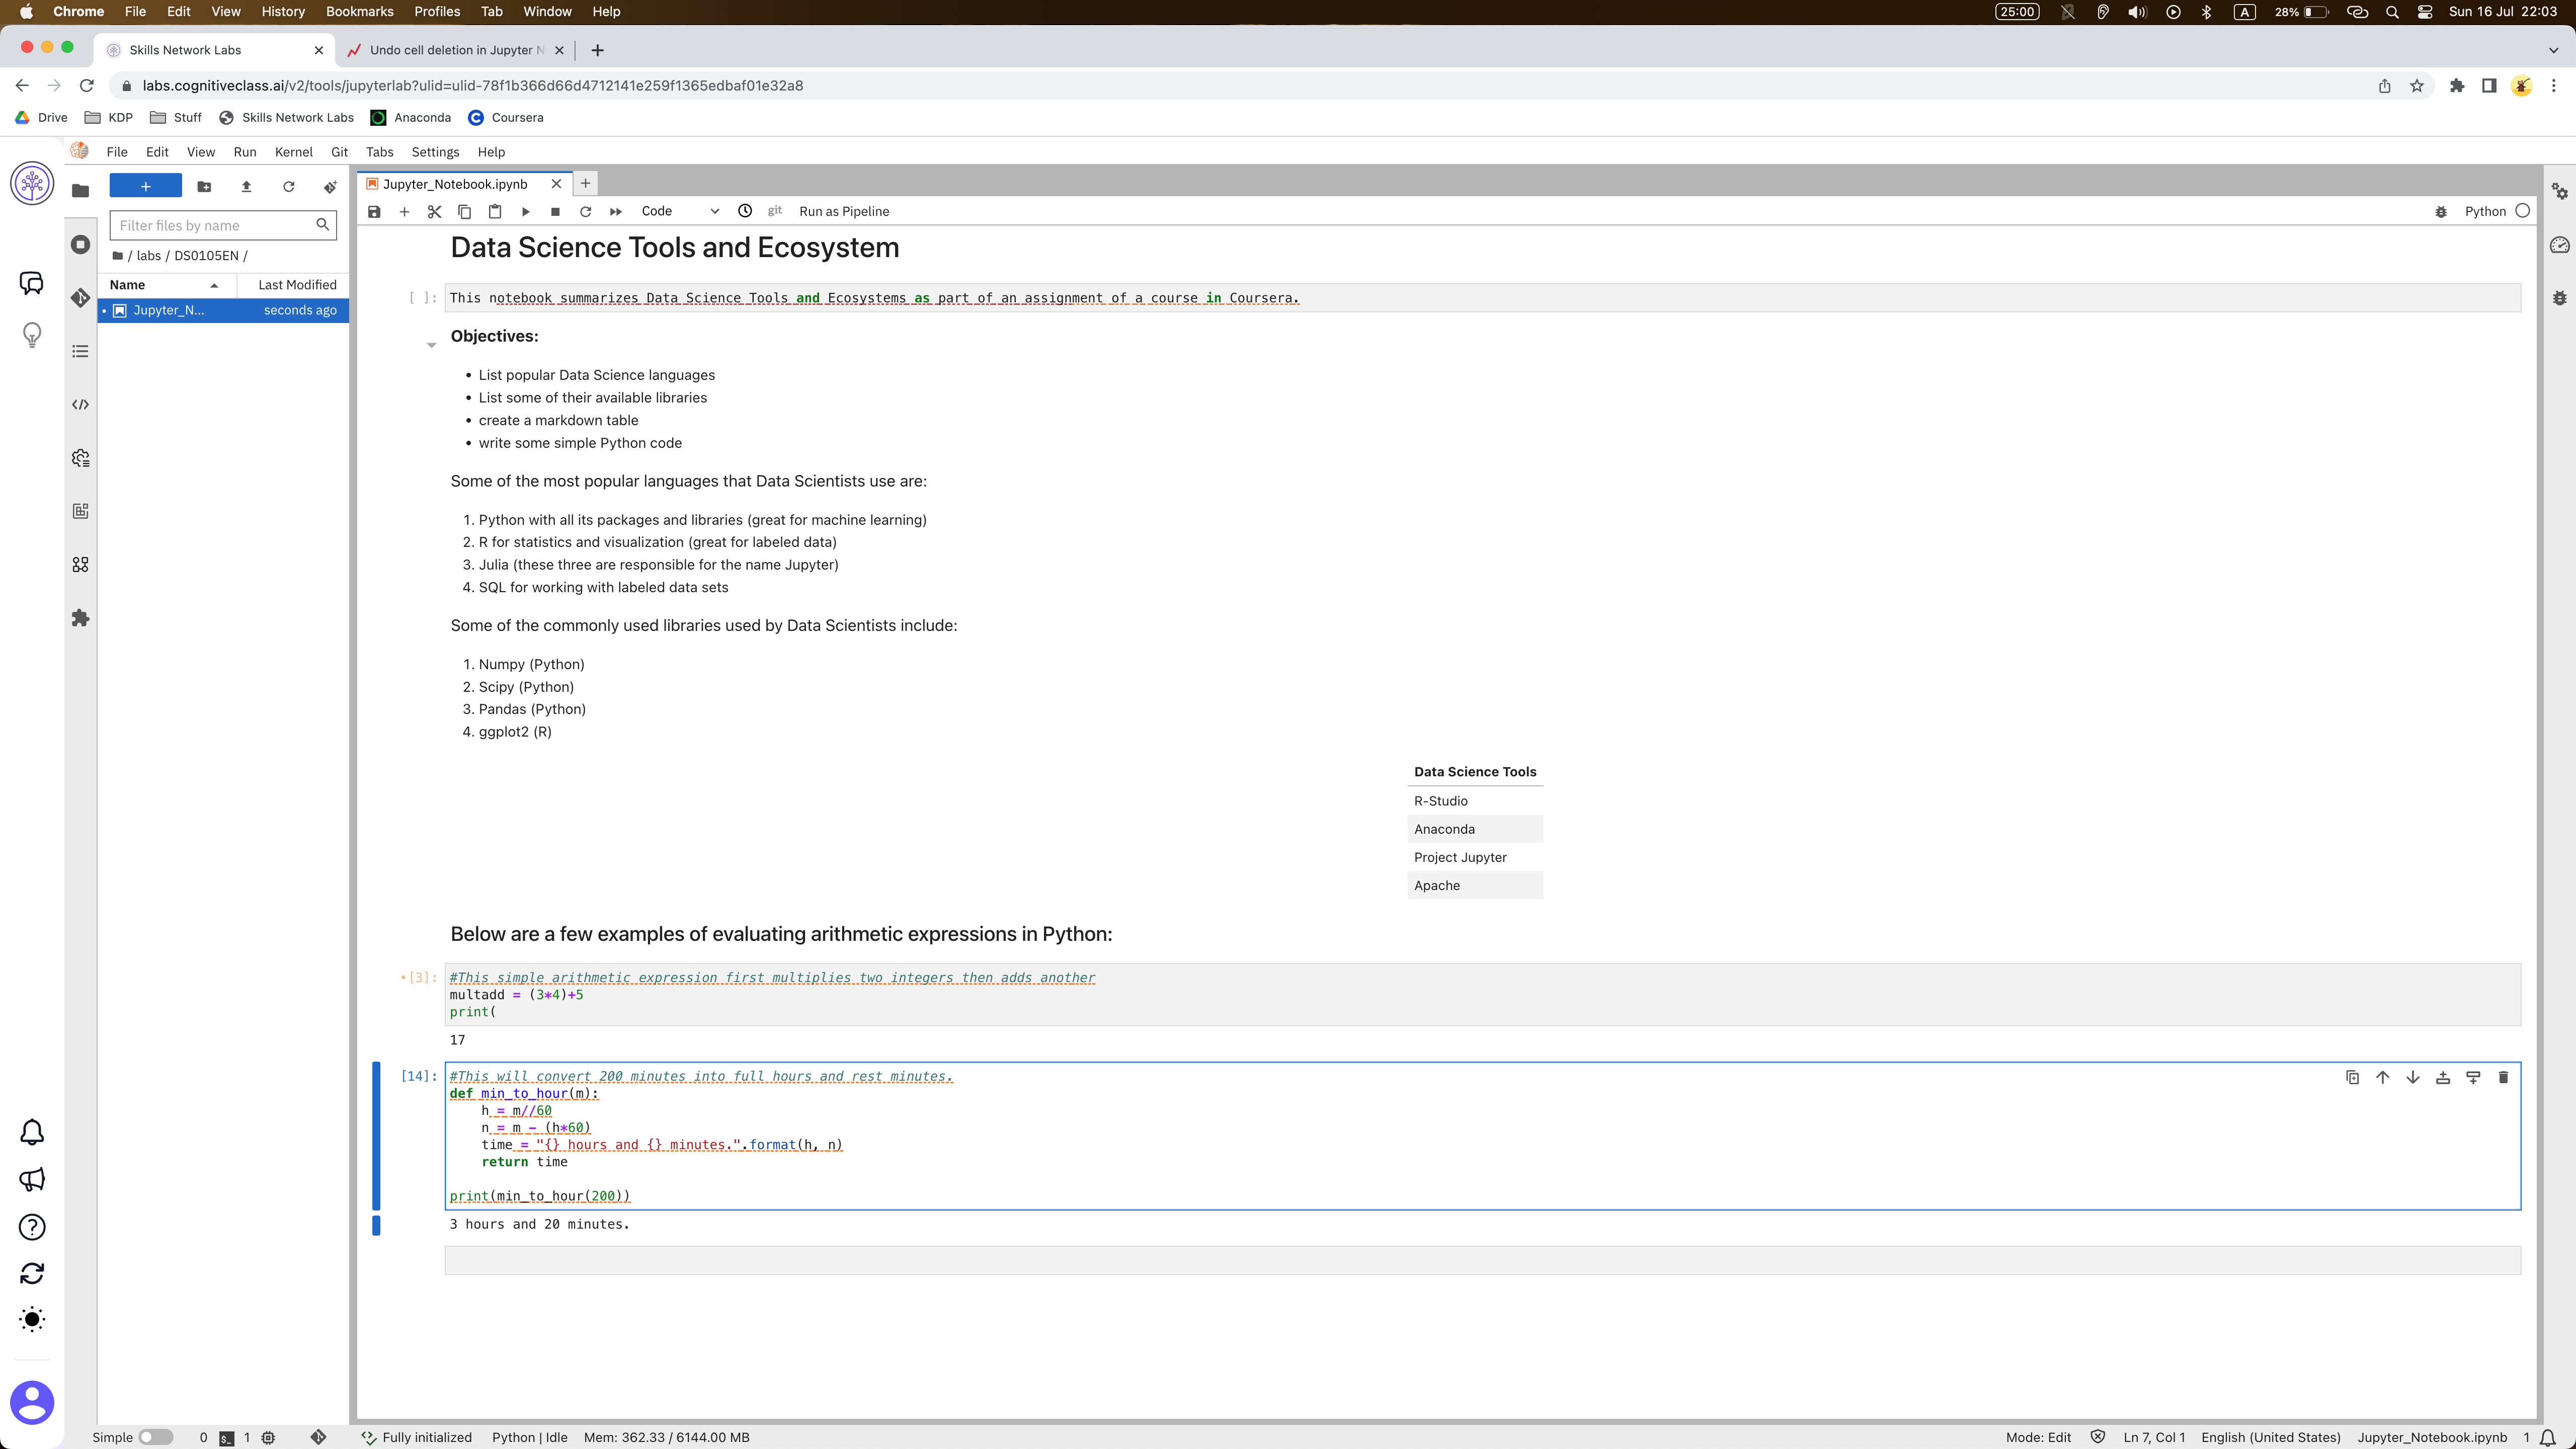 Chrome File Edit View History Bookmarks Profiles Tab Window Help 25:00 A 28% Sun 16 Jul 22:03
Skills Network Labs
Undo cell deletion in Jupyter N
labs.cognitiveclass.ai/v2/tools/jupyterlab?ulid=ulid-78f1b366d66d4712141e259f1365edbaf01e32a8
Drive KDP Stuff Skills Network Labs Anaconda Coursera
File Edit View Run Kernel Git Tabs Settings Help
Jupyter_Notebook.ipynb
Code git Run as Pipeline Python
Filter files by name
/ labs / DS0105EN /
Name Last Modified
Jupyter_N... seconds ago
Data Science Tools and Ecosystem
[ ]: This notebook summarizes Data Science Tools and Ecosystems as part of an assignment of a course in Coursera.
Objectives:
• List popular Data Science languages
• List some of their available libraries
• create a markdown table
• write some simple Python code
Some of the most popular languages that Data Scientists use are:
1. Python with all its packages and libraries (great for machine learning)
2. R for statistics and visualization (great for labeled data)
3. Julia (these three are responsible for the name Jupyter)
4. SQL for working with labeled data sets
Some of the commonly used libraries used by Data Scientists include:
1. Numpy (Python)
2. Scipy (Python)
3. Pandas (Python)
4. ggplot2 (R)
Data Science Tools
R-Studio
Anaconda
Project Jupyter
Apache
Below are a few examples of evaluating arithmetic expressions in Python:
•[3]: #This simple arithmetic expression first multiplies two integers then adds another
multadd = (3*4)+5
print(
17
[14]: #This will convert 200 minutes into full hours and rest minutes.
def min_to_hour(m):
h = m//60
n = m - (h*60)
time = "{} hours and {} minutes.".format(h, n)
return time
print(min_to_hour(200))
3 hours and 20 minutes.
Simple 0 $_ 1 Fully initialized Python | Idle Mem: 362.33 / 6144.00 MB Mode: Edit Ln 7, Col 1 English (United States) Jupyter_Notebook.ipynb 1